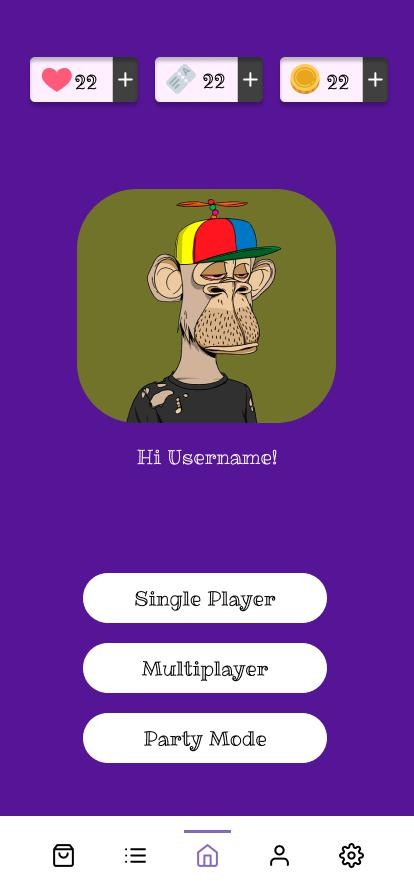 22 22 22
Hi Username!
Single Player
Multiplayer
Party Mode